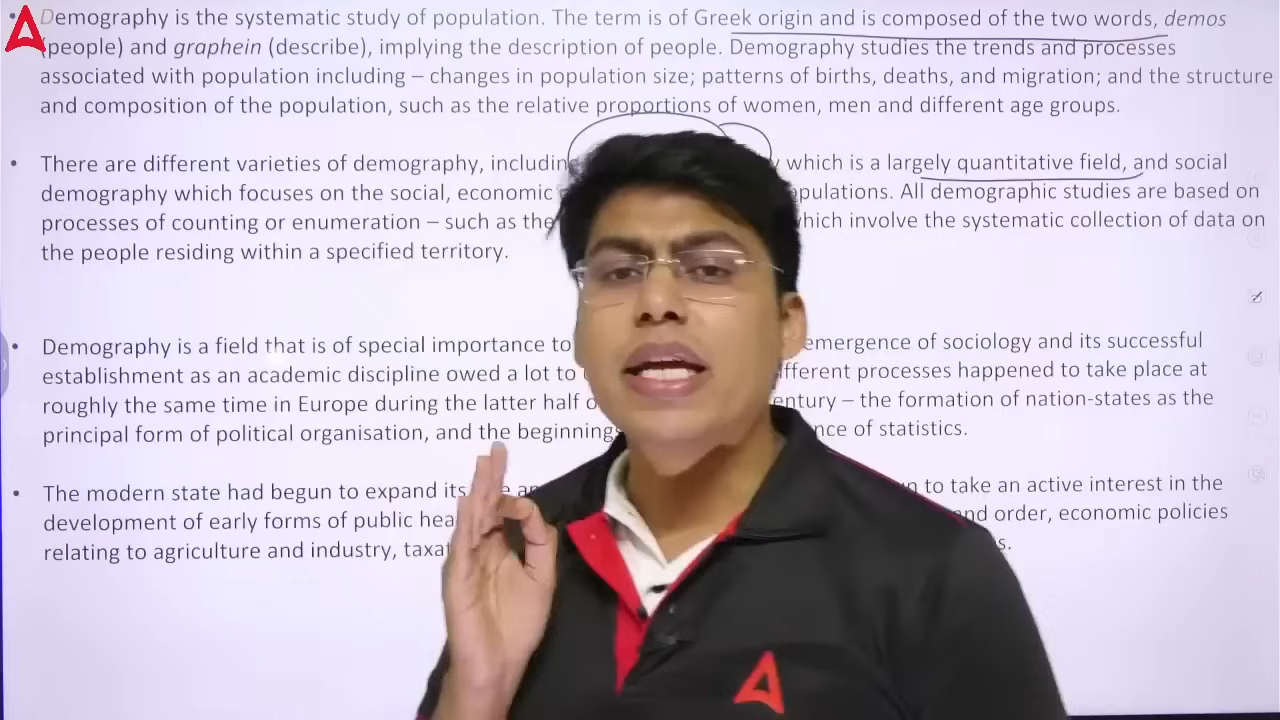 Demography is the systematic study of population. The term is of Greek origin and is composed of the two words, demos
(people) and graphein (describe), implying the description of people. Demography studies the trends and processes
associated with population including – changes in population size; patterns of births, deaths, and migration; and the structure
and composition of the population, such as the relative proportions of women, men and different age groups.
There are different varieties of demography, including which is a largely quantitative field, and social
demography which focuses on the social, economic populations. All demographic studies are based on
processes of counting or enumeration – such as the which involve the systematic collection of data on
the people residing within a specified territory.
Demography is a field that is of special importance to emergence of sociology and its successful
establishment as an academic discipline owed a lot to different processes happened to take place at
roughly the same time in Europe during the latter half century – the formation of nation-states as the
principal form of political organisation, and the beginnings of statistics.
The modern state had begun to expand its to take an active interest in the
development of early forms of public and order, economic policies
relating to agriculture and industry,